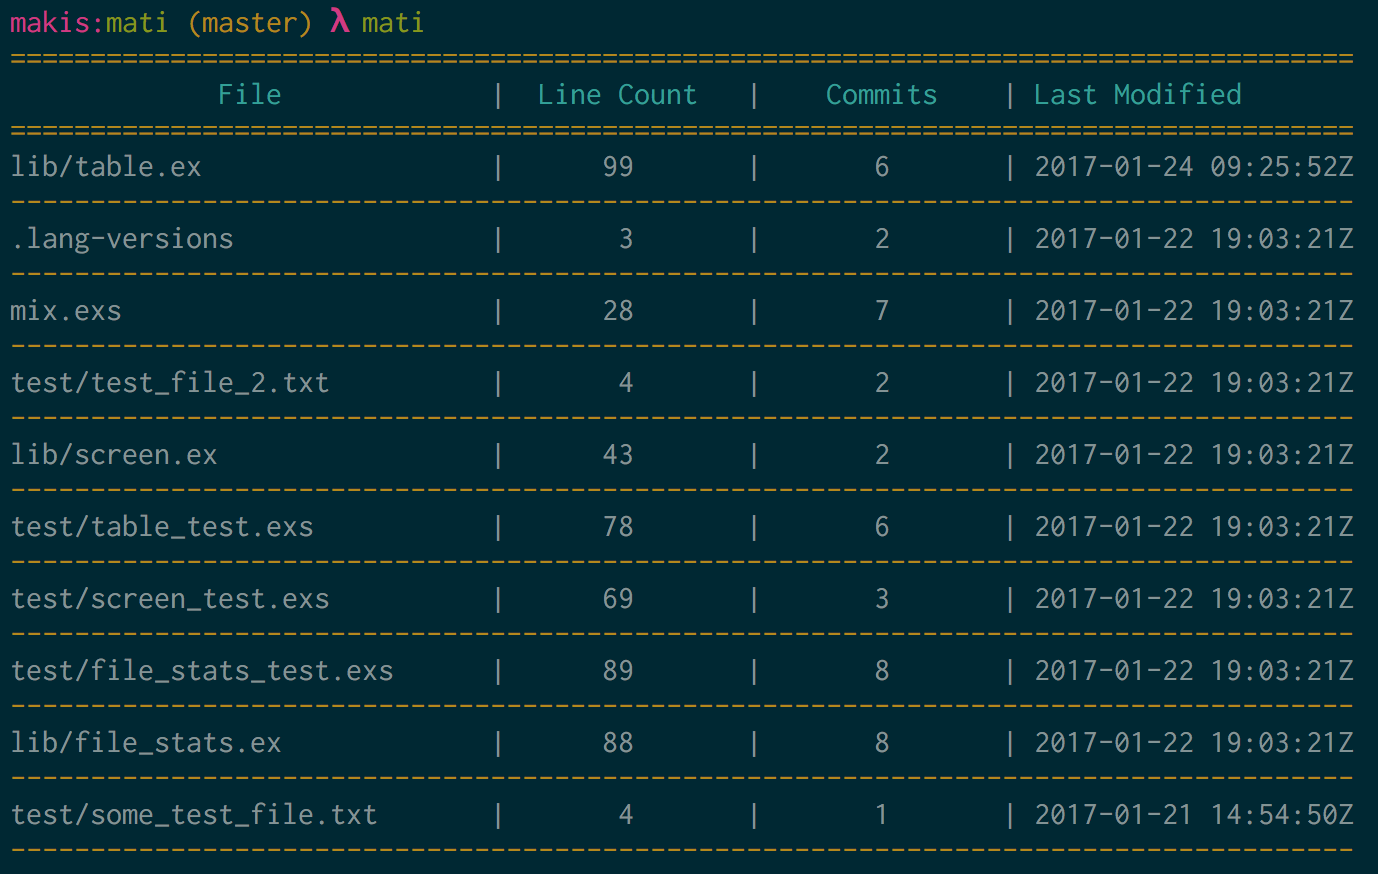 makis:mati (master) λ mati
====================================================================================
File | Line Count | Commits | Last Modified
====================================================================================
lib/table.ex | 99 | 6 | 2017-01-24 09:25:52Z
------------------------------------------------------------------------------------
.lang-versions | 3 | 2 | 2017-01-22 19:03:21Z
------------------------------------------------------------------------------------
mix.exs | 28 | 7 | 2017-01-22 19:03:21Z
------------------------------------------------------------------------------------
test/test_file_2.txt | 4 | 2 | 2017-01-22 19:03:21Z
------------------------------------------------------------------------------------
lib/screen.ex | 43 | 2 | 2017-01-22 19:03:21Z
------------------------------------------------------------------------------------
test/table_test.exs | 78 | 6 | 2017-01-22 19:03:21Z
------------------------------------------------------------------------------------
test/screen_test.exs | 69 | 3 | 2017-01-22 19:03:21Z
------------------------------------------------------------------------------------
test/file_stats_test.exs | 89 | 8 | 2017-01-22 19:03:21Z
------------------------------------------------------------------------------------
lib/file_stats.ex | 88 | 8 | 2017-01-22 19:03:21Z
------------------------------------------------------------------------------------
test/some_test_file.txt | 4 | 1 | 2017-01-21 14:54:50Z
------------------------------------------------------------------------------------